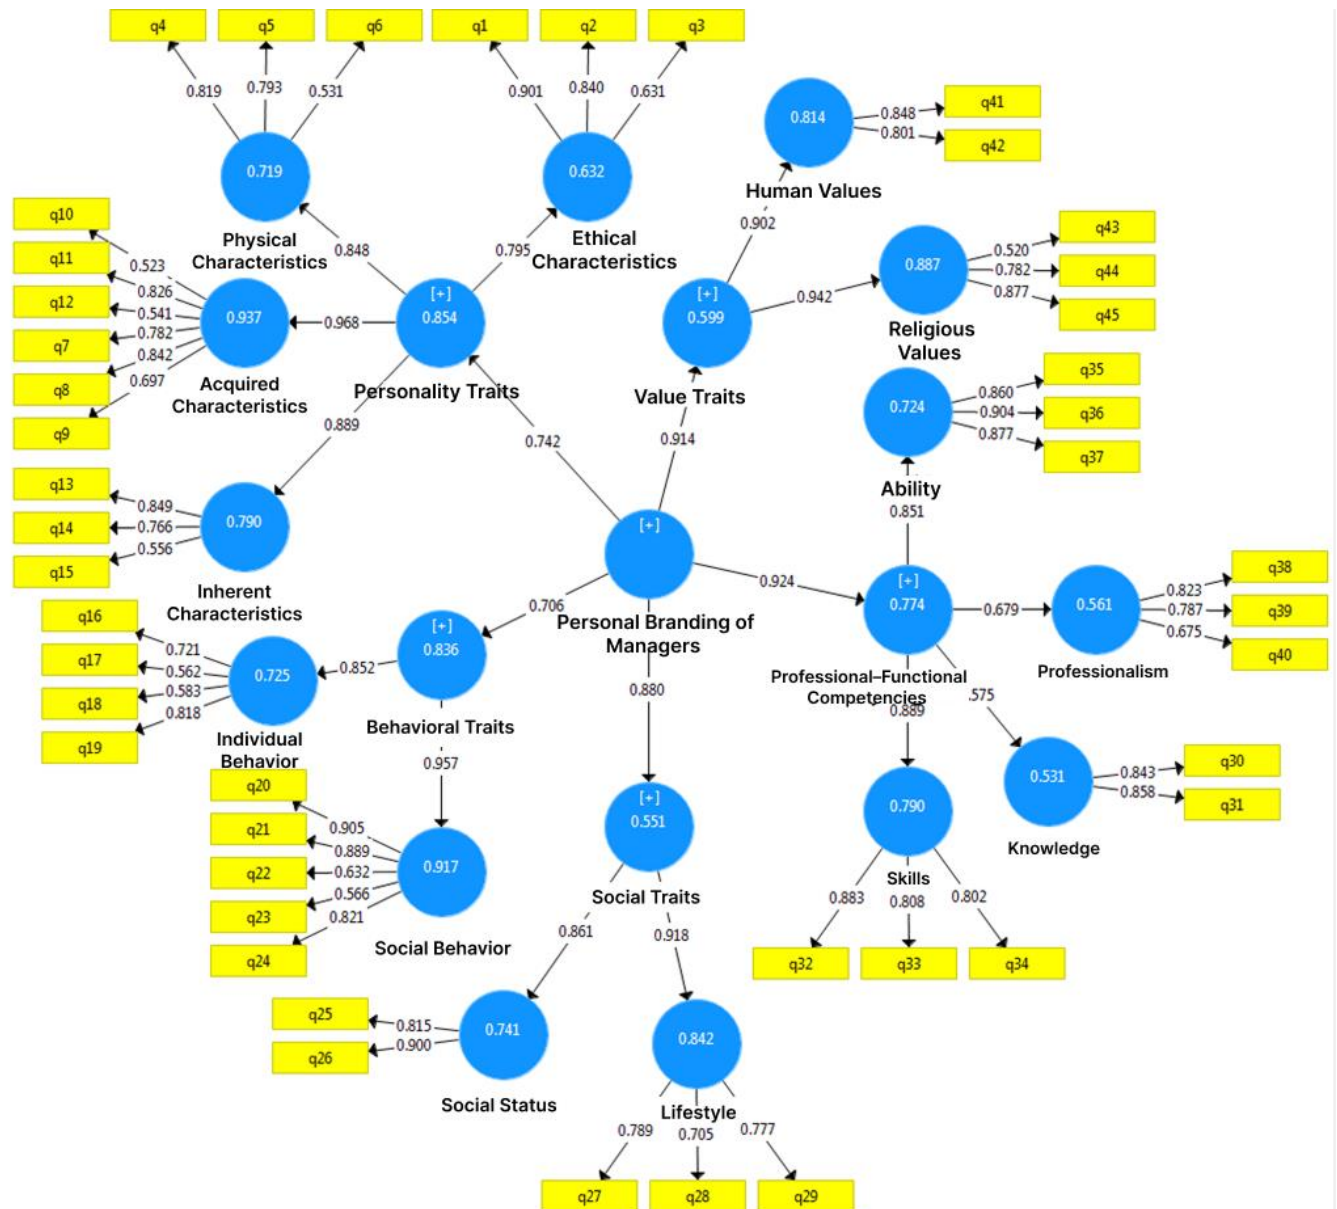 q4
q5
q6
q1
q2
q3
0.819
0.793
0.531
0.901
0.840
0.631
0.719
0.632
Physical
Characteristics
Ethical
Characteristics
0.848
0.795
q10
q11
q12
q7
q8
q9
0.523
0.826
0.541
0.782
0.842
0.697
0.937
Acquired
Characteristics
0.968
[+]
0.854
Personality Traits
0.889
0.742
q13
q14
q15
0.849
0.766
0.556
0.790
Inherent
Characteristics
0.814
0.848
0.801
q41
q42
Human Values
0.902
[+]
0.599
Value Traits
0.942
0.914
0.887
0.520
0.782
0.877
q43
q44
q45
Religious
Values
0.724
0.860
0.904
0.877
q35
q36
q37
Ability
0.851
[+]
Personal Branding of
Managers
0.924
[+]
0.774
Professional–Functional
Competencies
0.679
0.561
0.823
0.787
0.675
q38
q39
q40
Professionalism
.575
0.531
0.843
0.858
q30
q31
Knowledge
0.889
0.790
Skills
0.883
0.808
0.802
q32
q33
q34
0.706
[+]
0.836
Behavioral Traits
0.852
0.725
Individual
Behavior
q16
q17
q18
q19
0.721
0.562
0.583
0.818
0.957
0.917
Social Behavior
q20
q21
q22
q23
q24
0.905
0.889
0.632
0.566
0.821
0.880
[+]
0.551
Social Traits
0.861
0.918
0.741
Social Status
q25
q26
0.815
0.900
0.842
Lifestyle
0.789
0.705
0.777
q27
q28
q29